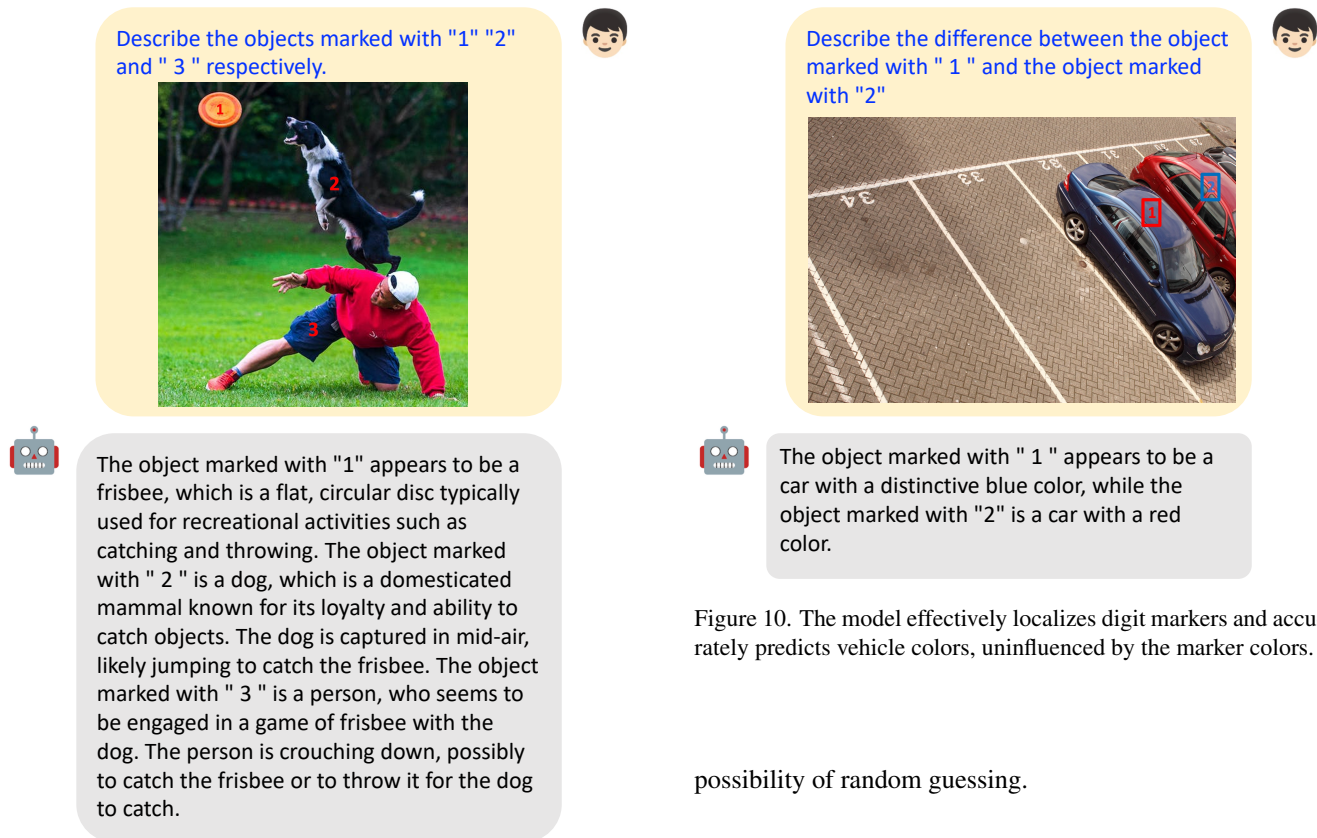 Describe the objects marked with "1" "2"
and " 3 " respectively.
1
2
3
The object marked with "1" appears to be a
frisbee, which is a flat, circular disc typically
used for recreational activities such as
catching and throwing. The object marked
with " 2 " is a dog, which is a domesticated
mammal known for its loyalty and ability to
catch objects. The dog is captured in mid-air,
likely jumping to catch the frisbee. The object
marked with " 3 " is a person, who seems to
be engaged in a game of frisbee with the
dog. The person is crouching down, possibly
to catch the frisbee or to throw it for the dog
to catch.
Describe the difference between the object
marked with " 1 " and the object marked
with "2"
34
33
32
31
30
29
1
2
The object marked with " 1 " appears to be a
car with a distinctive blue color, while the
object marked with "2" is a car with a red
color.
Figure 10. The model effectively localizes digit markers and accu
rately predicts vehicle colors, uninfluenced by the marker colors.
possibility of random guessing.